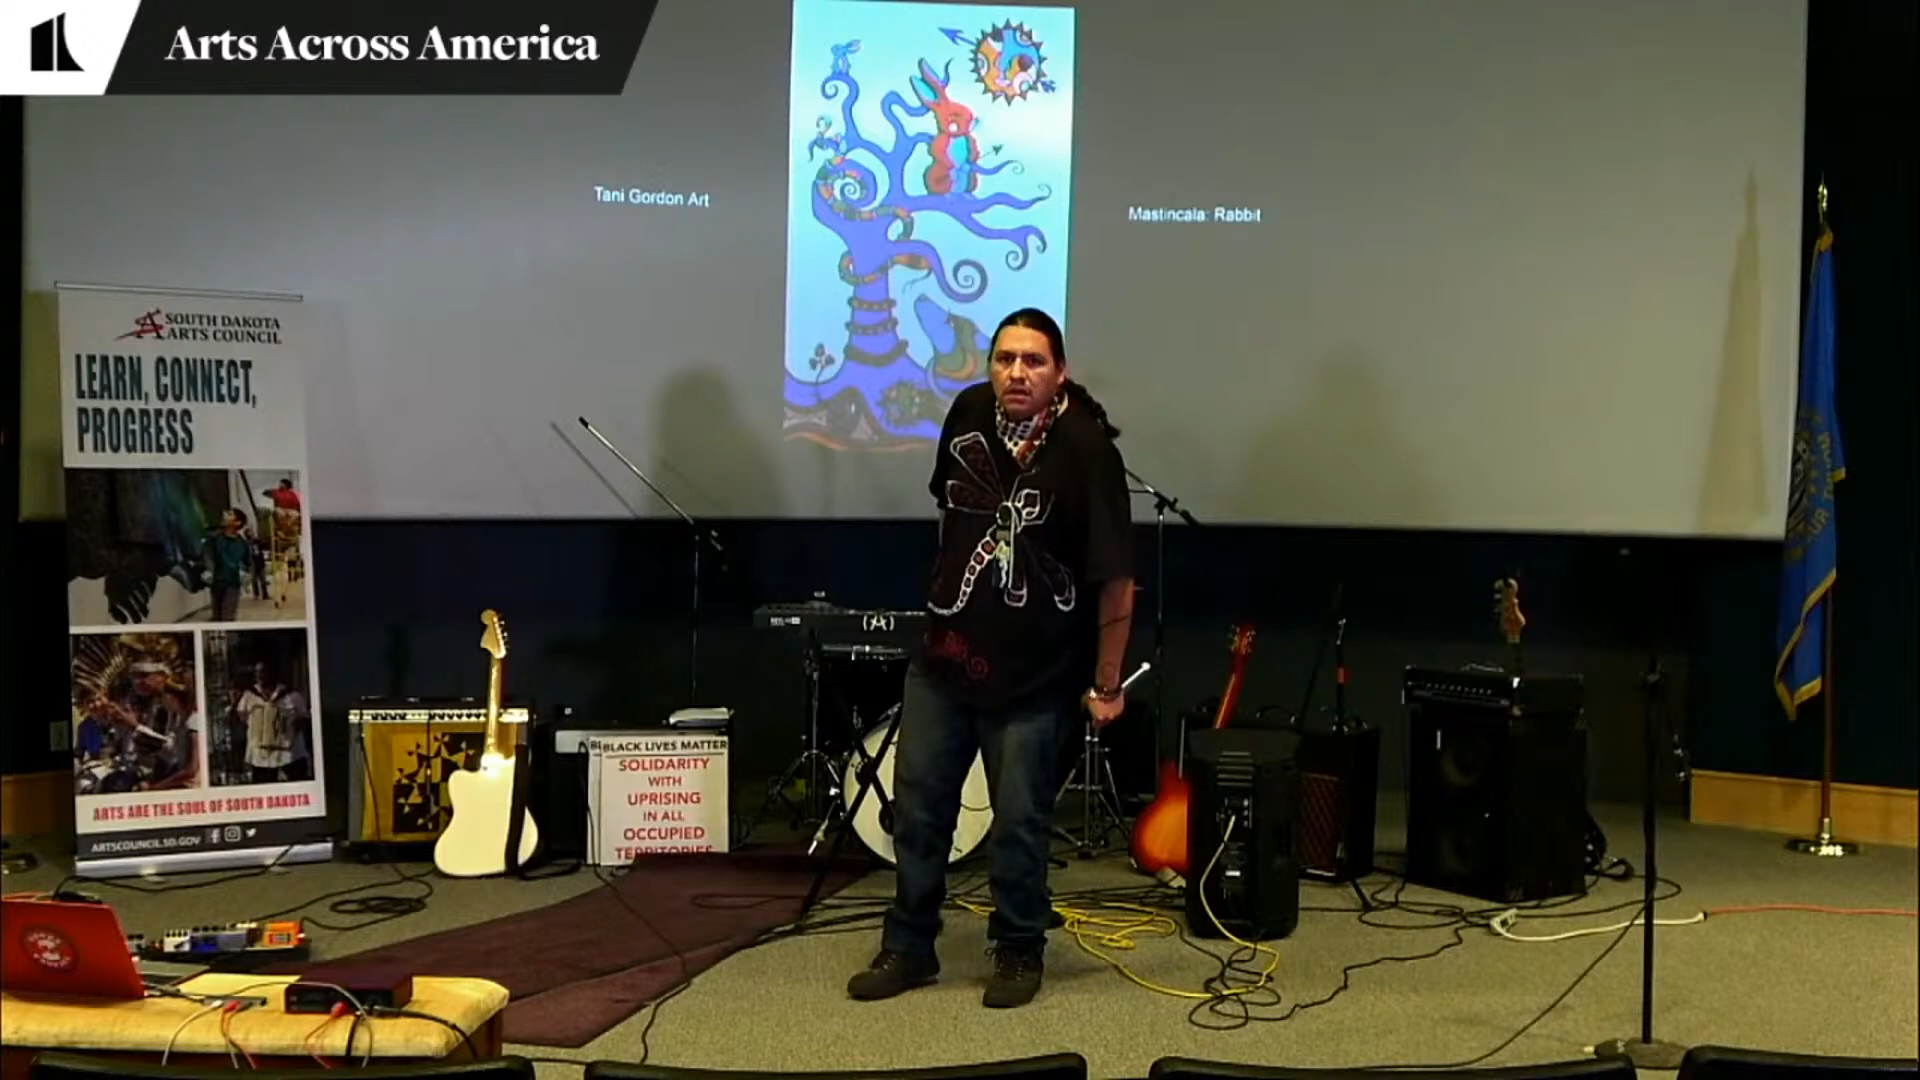 Arts Across America
Tani Gordon Art
Mastincala: Rabbit
SOUTH DAKOTA
ARTS COUNCIL
LEARN, CONNECT,
PROGRESS
ARTS ARE THE SOUL OF SOUTH DAKOTA
ARTSCOUNCIL.SD.GOV
BLACK LIVES MATTER
SOLIDARITY
WITH
UPRISING
IN ALL
OCCUPIED
TERRITORIES